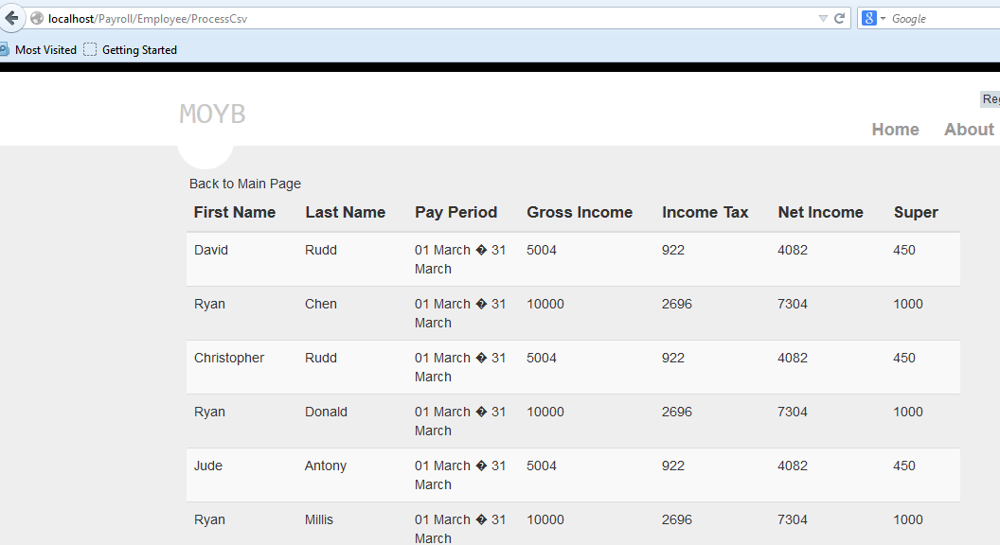 localhost/Payroll/Employee/ProcessCsv
Google
Most Visited Getting Started
MOYB
Home About
Back to Main Page
First Name Last Name Pay Period Gross Income Income Tax Net Income Super
David Rudd 01 March � 31 5004 922 4082 450
March
Ryan Chen 01 March � 31 10000 2696 7304 1000
March
Christopher Rudd 01 March � 31 5004 922 4082 450
March
Ryan Donald 01 March � 31 10000 2696 7304 1000
March
Jude Antony 01 March � 31 5004 922 4082 450
March
Ryan Millis 01 March � 31 10000 2696 7304 1000
March